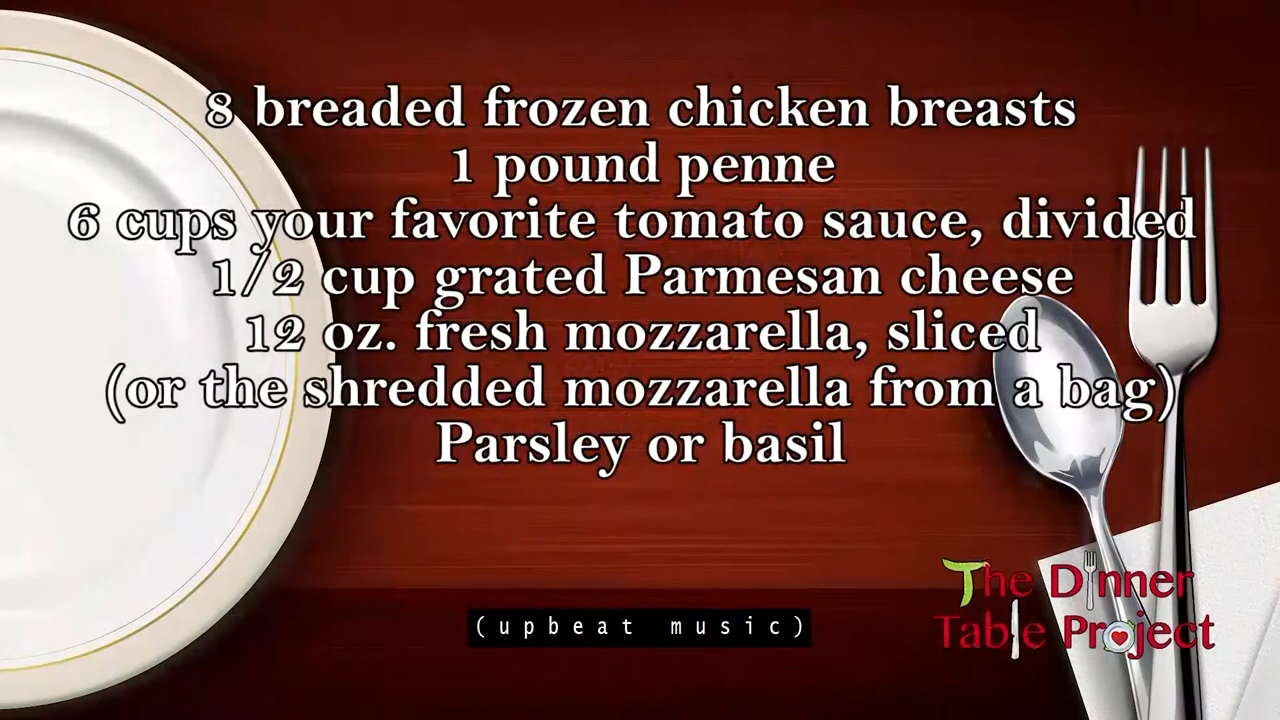 8 breaded frozen chicken breasts
1 pound penne
6 cups your favorite tomato sauce, divided
1/2 cup grated Parmesan cheese
12 oz. fresh mozzarella, sliced
(or the shredded mozzarella from a bag)
Parsley or basil
The Dinner
Table Project
(upbeat music)